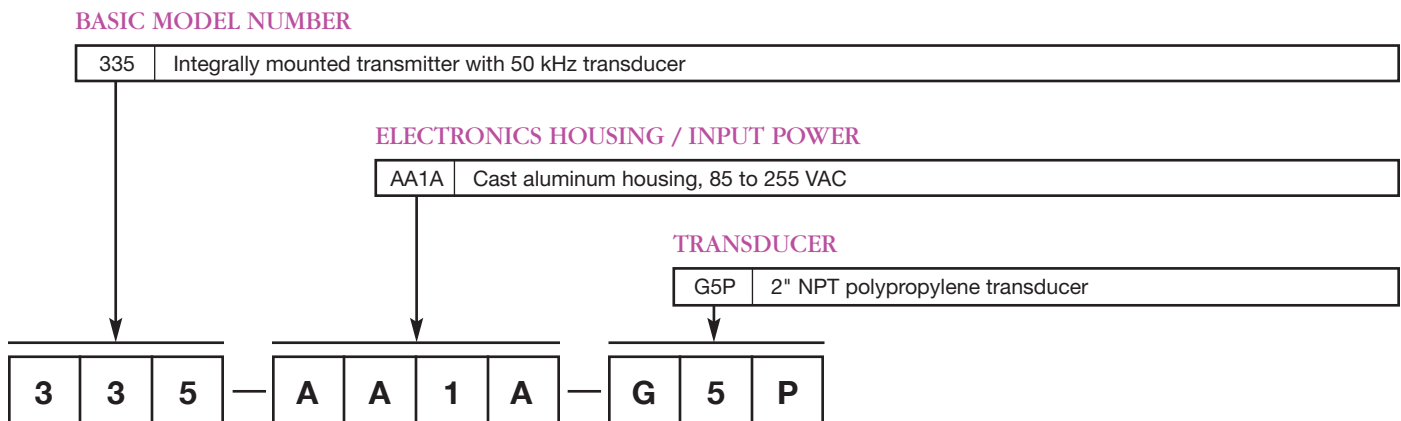 BASIC MODEL NUMBER
335 Integrally mounted transmitter with 50 kHz transducer
ELECTRONICS HOUSING / INPUT POWER
AA1A Cast aluminum housing, 85 to 255 VAC
TRANSDUCER
G5P 2" NPT polypropylene transducer
3 3 5 — A A 1 A — G 5 P